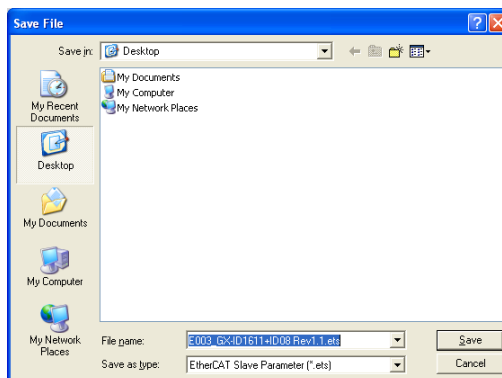 Save File
Save in: Desktop
My Documents
My Computer
My Network Places
My Recent
Documents
Desktop
My Documents
My Computer
My Network
Places
File name: E003_GX-ID1611+ID08 Rev1.1.ets Save
Save as type: EtherCAT Slave Parameter (*.ets) Cancel